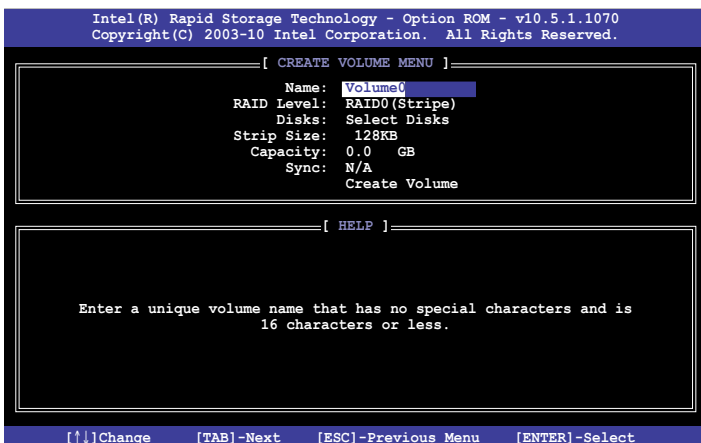 Intel(R) Rapid Storage Technology - Option ROM - v10.5.1.1070
Copyright(C) 2003-10 Intel Corporation.  All Rights Reserved.
[ CREATE VOLUME MENU ]
Name: Volume0
RAID Level: RAID0(Stripe)
Disks: Select Disks
Strip Size: 128KB
Capacity: 0.0 GB
Sync: N/A
Create Volume
[ HELP ]
Enter a unique volume name that has no special characters and is
16 characters or less.
[↑↓]Change [TAB]-Next [ESC]-Previous Menu [ENTER]-Select